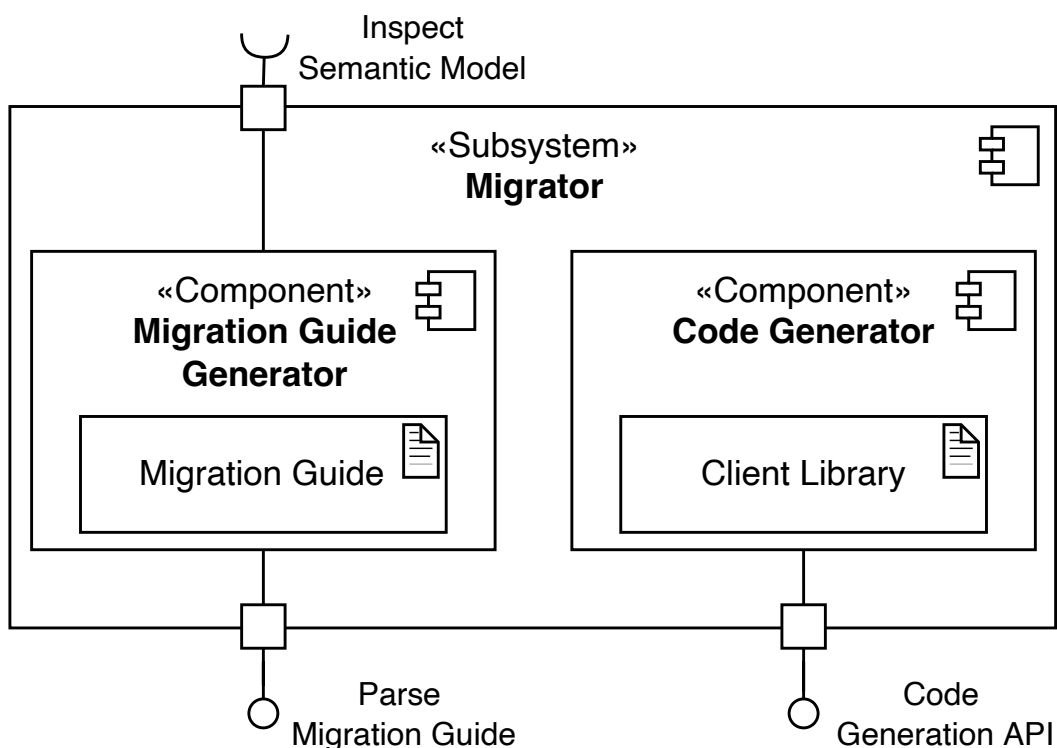 Inspect
Semantic Model
«Subsystem»
Migrator
«Component»
Migration Guide
Generator
Migration Guide
«Component»
Code Generator
Client Library
Parse
Migration Guide
Code
Generation API